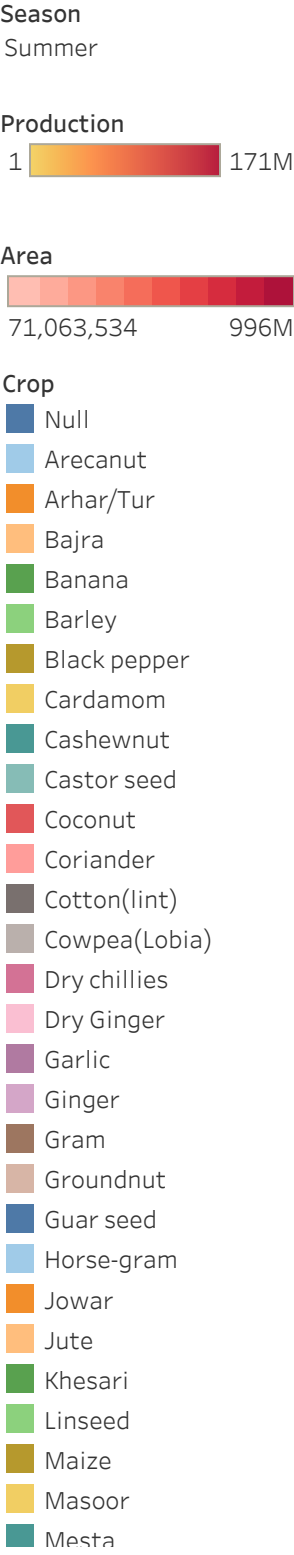 Season
Summer
Production
1 171M
Area
71,063,534 996M
Crop
Null
Arecanut
Arhar/Tur
Bajra
Banana
Barley
Black pepper
Cardamom
Cashewnut
Castor seed
Coconut
Coriander
Cotton(lint)
Cowpea(Lobia)
Dry chillies
Dry Ginger
Garlic
Ginger
Gram
Groundnut
Guar seed
Horse-gram
Jowar
Jute
Khesari
Linseed
Maize
Masoor
Mesta